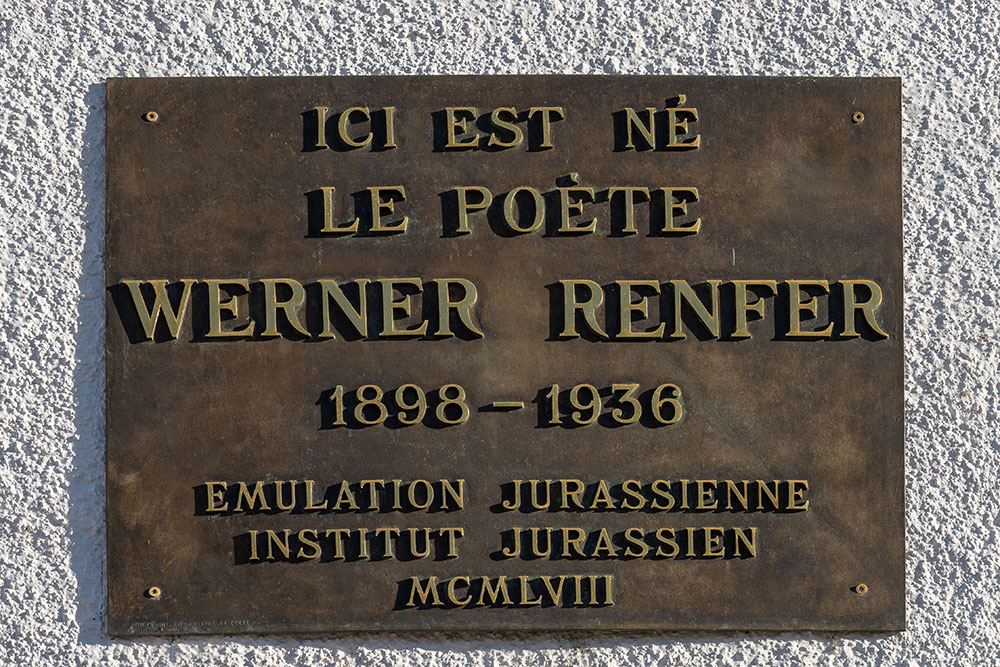 ICI EST NÉ
LE POÈTE
WERNER RENFER
1898 – 1936
EMULATION JURASSIENNE
INSTITUT JURASSIEN
MCMLVIII